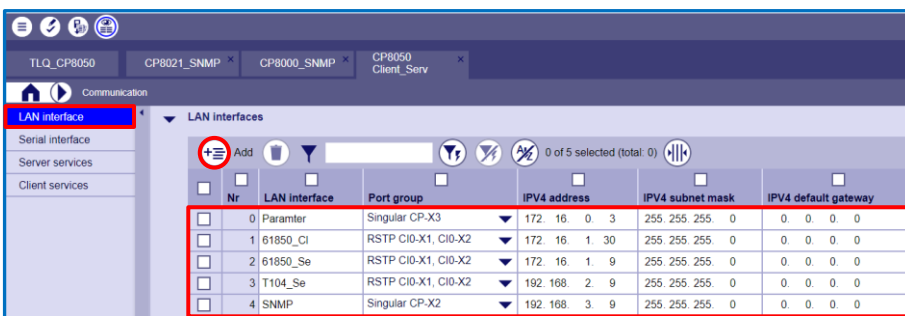 TLQ_CP8050 CP8021_SNMP × CP8000_SNMP × CP8050 Client_Serv ×
Communication
LAN interface
Serial interface
Server services
Client services
LAN interfaces
Add 0 of 5 selected (total: 0)
Nr LAN interface Port group IPV4 address IPV4 subnet mask IPV4 default gateway
0 Paramter Singular CP-X3 172. 16. 0. 3 255. 255. 255. 0 0. 0. 0. 0
1 61850_Cl RSTP CI0-X1, CI0-X2 172. 16. 1. 30 255. 255. 255. 0 0. 0. 0. 0
2 61850_Se RSTP CI0-X1, CI0-X2 172. 16. 1. 9 255. 255. 255. 0 0. 0. 0. 0
3 T104_Se RSTP CI0-X1, CI0-X2 192. 168. 2. 9 255. 255. 255. 0 0. 0. 0. 0
4 SNMP Singular CP-X2 192. 168. 3. 9 255. 255. 255. 0 0. 0. 0. 0